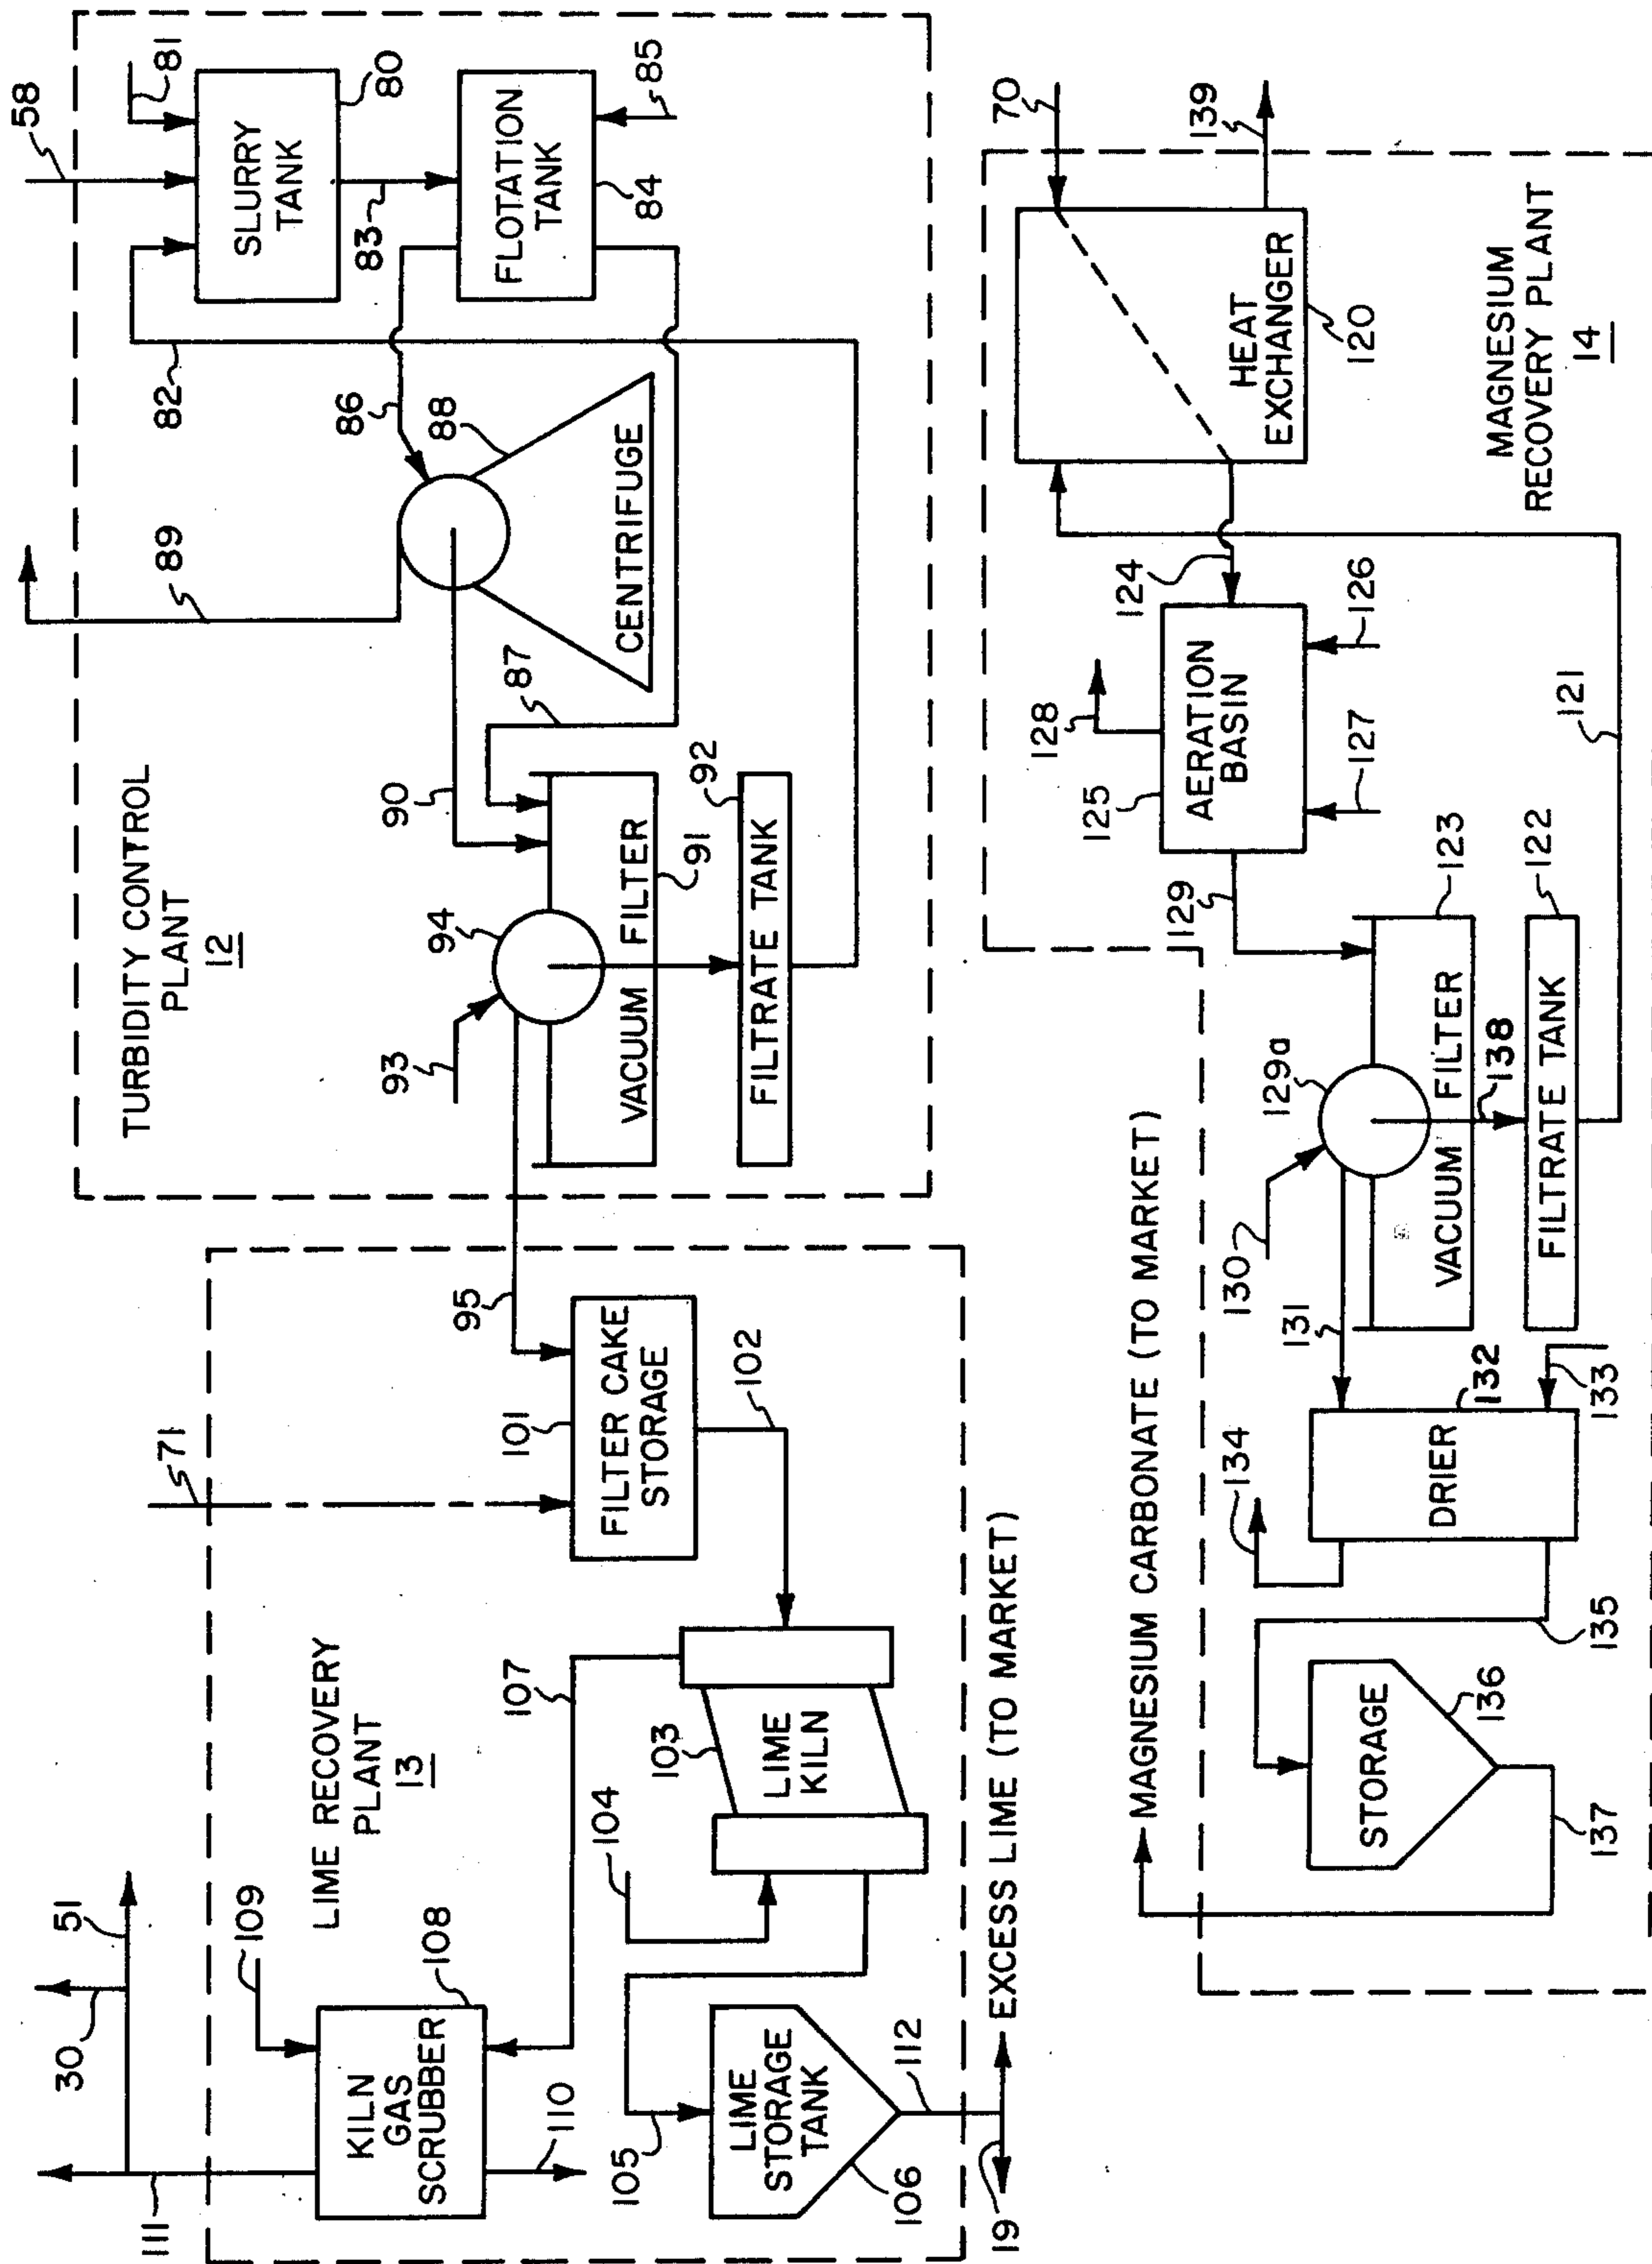 58
81
SLURRY
TANK
80
82
83
FLOTATION
TANK
84
85
86
87
88
CENTRIFUGE
89
90
TURBIDITY CONTROL
PLANT
12
93
94
VACUUM FILTER
91
FILTRATE TANK
92
95
71
FILTER CAKE
STORAGE
101
102
LIME RECOVERY
PLANT
13
107
103
LIME
KILN
104
105
109
KILN
GAS
SCRUBBER
108
110
111
30
51
LIME
STORAGE
TANK
106
112
19
EXCESS LIME (TO MARKET)
70
139
HEAT
EXCHANGER
120
MAGNESIUM
RECOVERY PLANT
14
124
AERATION
BASIN
125
126
127
128
129
121
VACUUM FILTER
123
129a
130
138
FILTRATE TANK
122
131
DRIER
132
133
134
135
STORAGE
136
137
MAGNESIUM CARBONATE (TO MARKET)